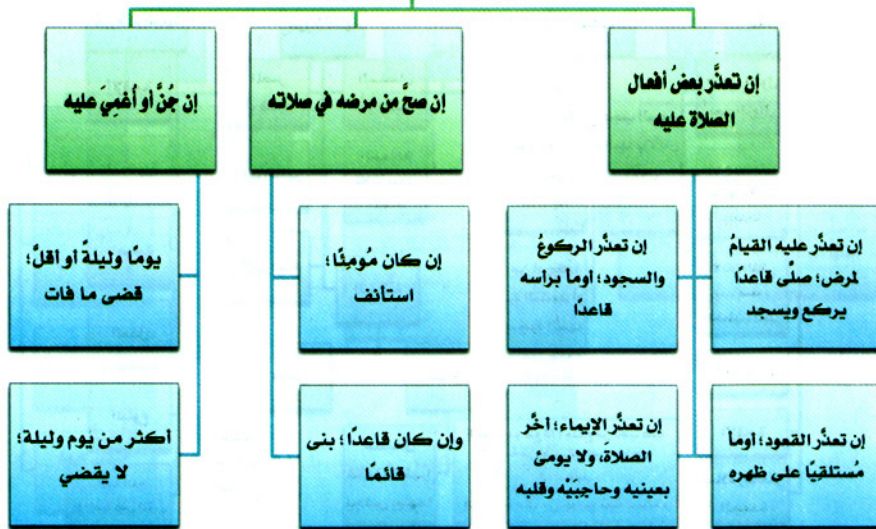 إن تعذَّر بعضُ أفعال
الصلاة عليه
إن تعذَّر عليه القيامُ
لمرض؛ صلَّى قاعدًا
يركع ويسجد
إن تعذَّر الركوعُ
والسجود؛ أومأ برأسه
قاعدًا
إن تعذَّر القعود؛ أومأ
مُستلقِيًا على ظهره
إن تعذَّر الإيماء؛ أخَّر
الصلاةَ، ولا يومئ
بعينيه وحاجِبَيْه وقلبه
إن صحَّ من مرضه في صلاته
إن كان مُومِئًا؛
استأنف
وإن كان قاعدًا؛ بنى
قائمًا
إن جُنَّ أو أُغمِيَ عليه
يومًا وليلةً أو أقلَّ؛
قضى ما فات
أكثر من يوم وليلة؛
لا يقضي